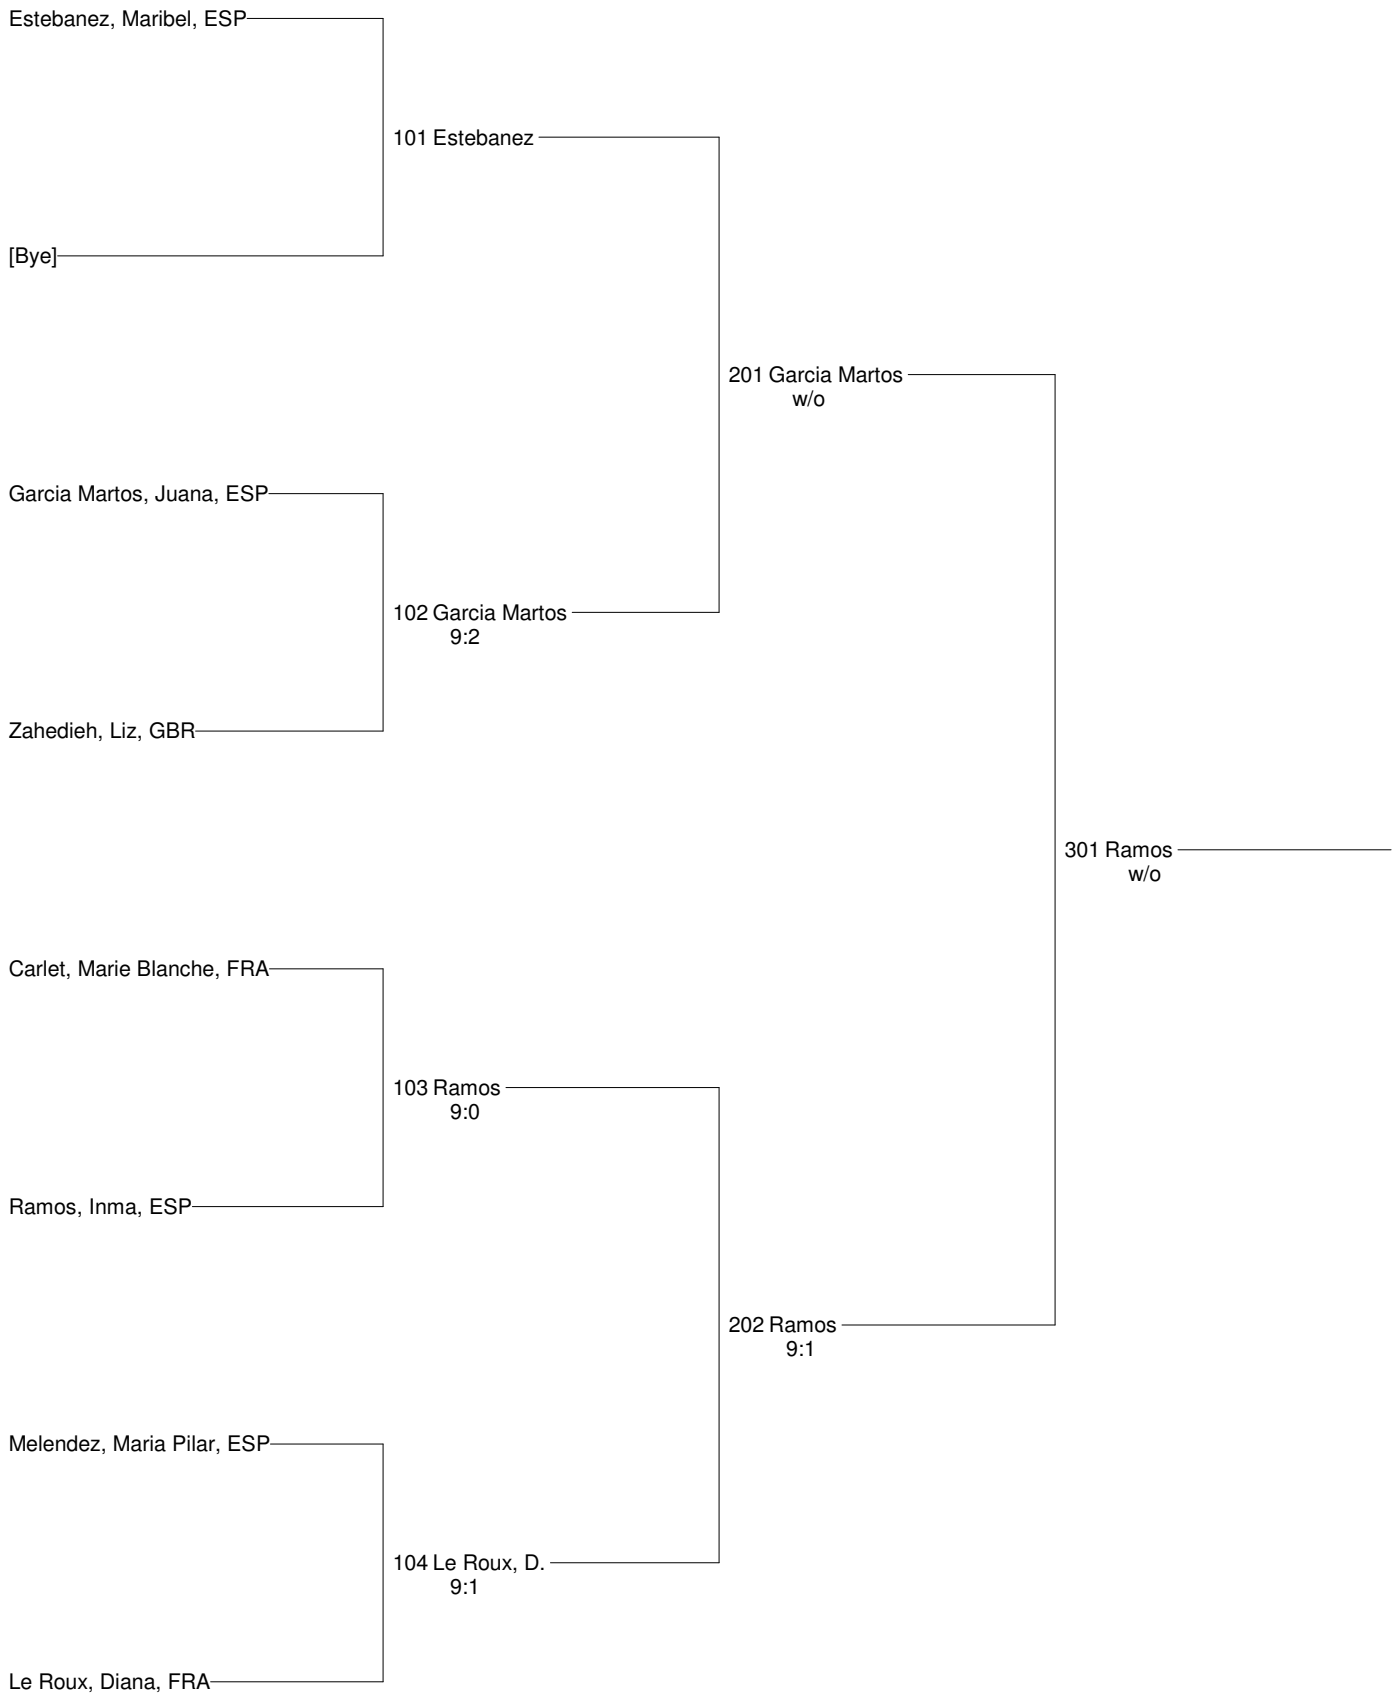 Estebanez, Maribel, ESP
101 Estebanez
[Bye]
201 Garcia Martos
w/o
Garcia Martos, Juana, ESP
102 Garcia Martos
9:2
Zahedieh, Liz, GBR
301 Ramos
w/o
Carlet, Marie Blanche, FRA
103 Ramos
9:0
Ramos, Inma, ESP
202 Ramos
9:1
Melendez, Maria Pilar, ESP
104 Le Roux, D.
9:1
Le Roux, Diana, FRA